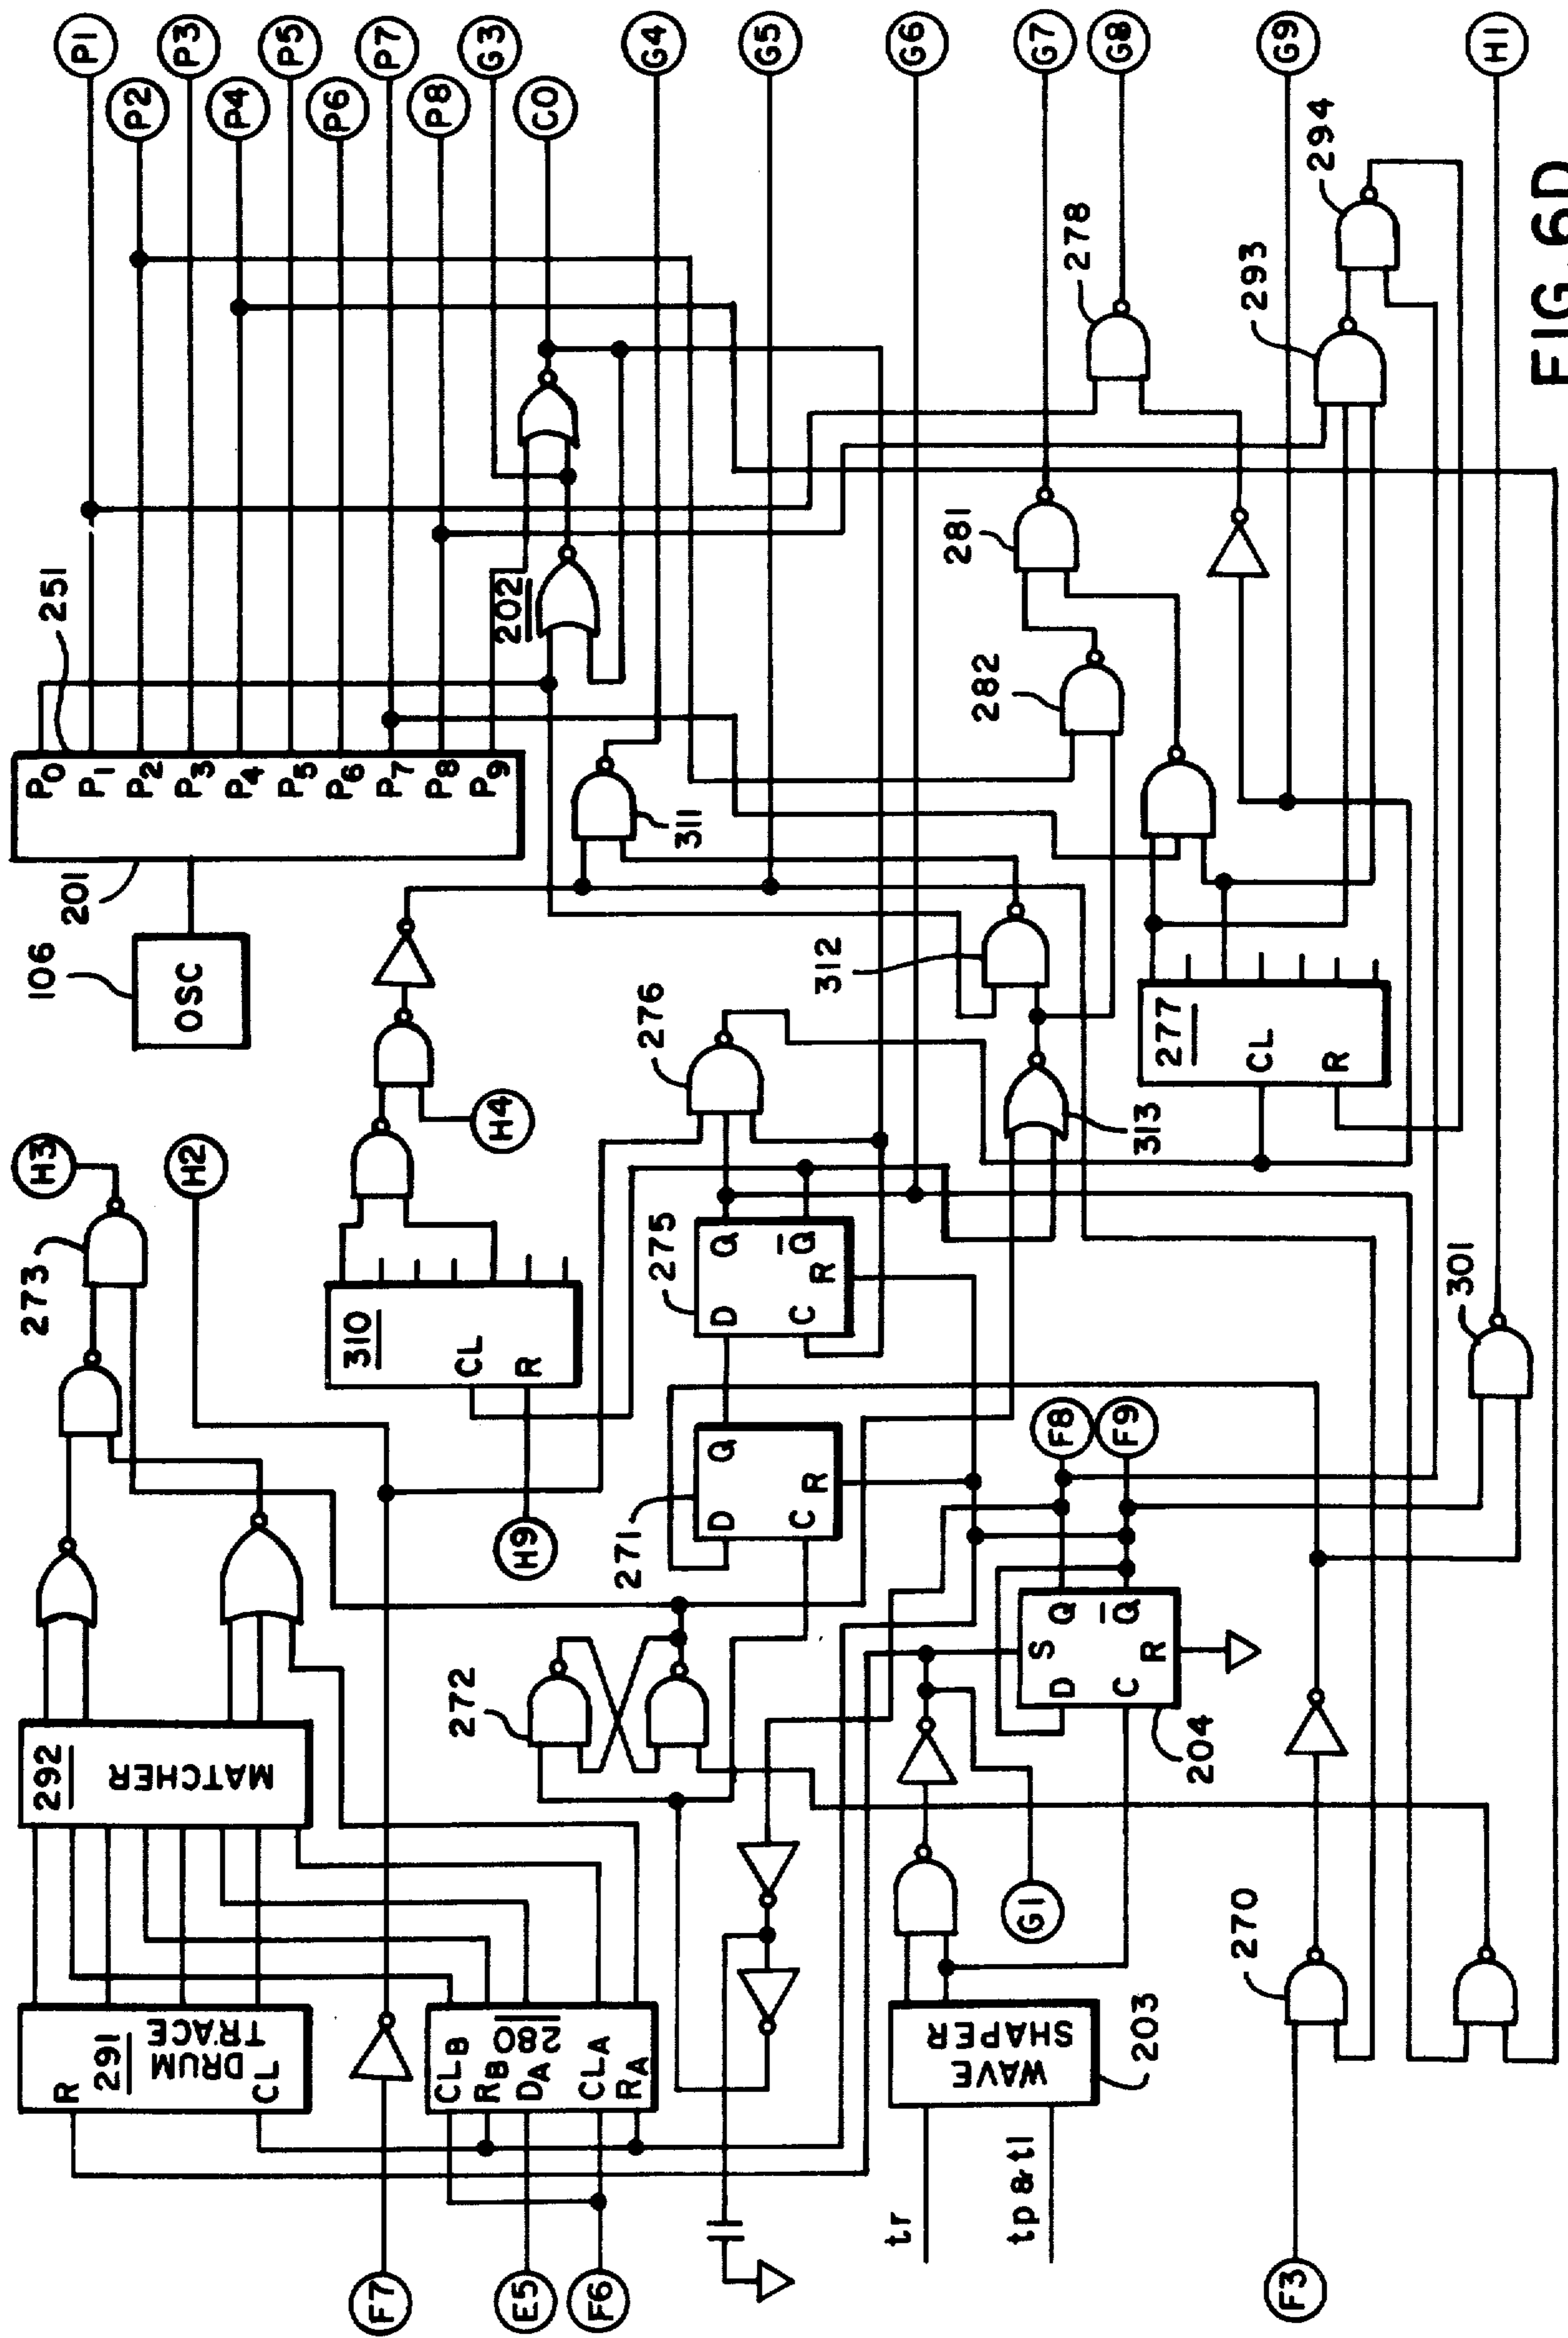 P1
P2
P3
P4
P5
P6
P7
P8
G3
C0
G4
G5
G6
G7
G8
G9
H1
FIG. 6D
251
P0
P1
P2
P3
P4
P5
P6
P7
P8
P9
201
106
OSC
202
311
312
313
276
275
D
Q
Q
C
R
278
281
282
293
294
277
CL
R
H3
H2
273
H4
310
CL
R
H9
271
D
Q
C
R
272
F8
F9
301
292
MATCHER
R
291
DRUM
TRACE
CL
280
CLB
RB
DA
CLA
RA
F7
E5
F6
S
D
Q
Q
C
R
204
G1
WAVE
SHAPER
203
tr
tp & tl
270
F3